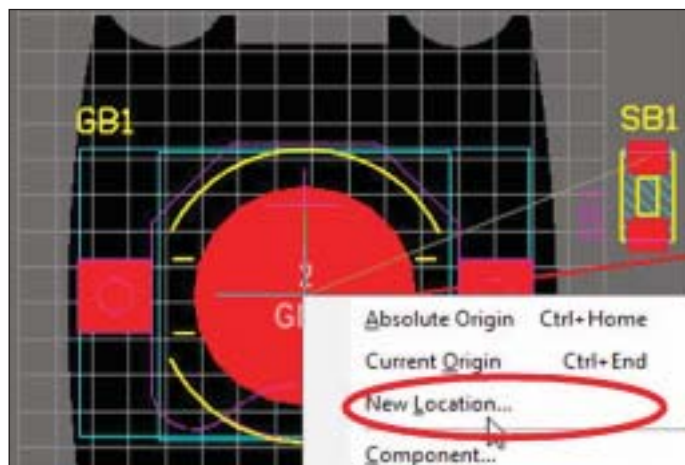 GB1
SB1
2
Absolute Origin Ctrl+Home
Current Origin Ctrl+End
New Location...
Component...